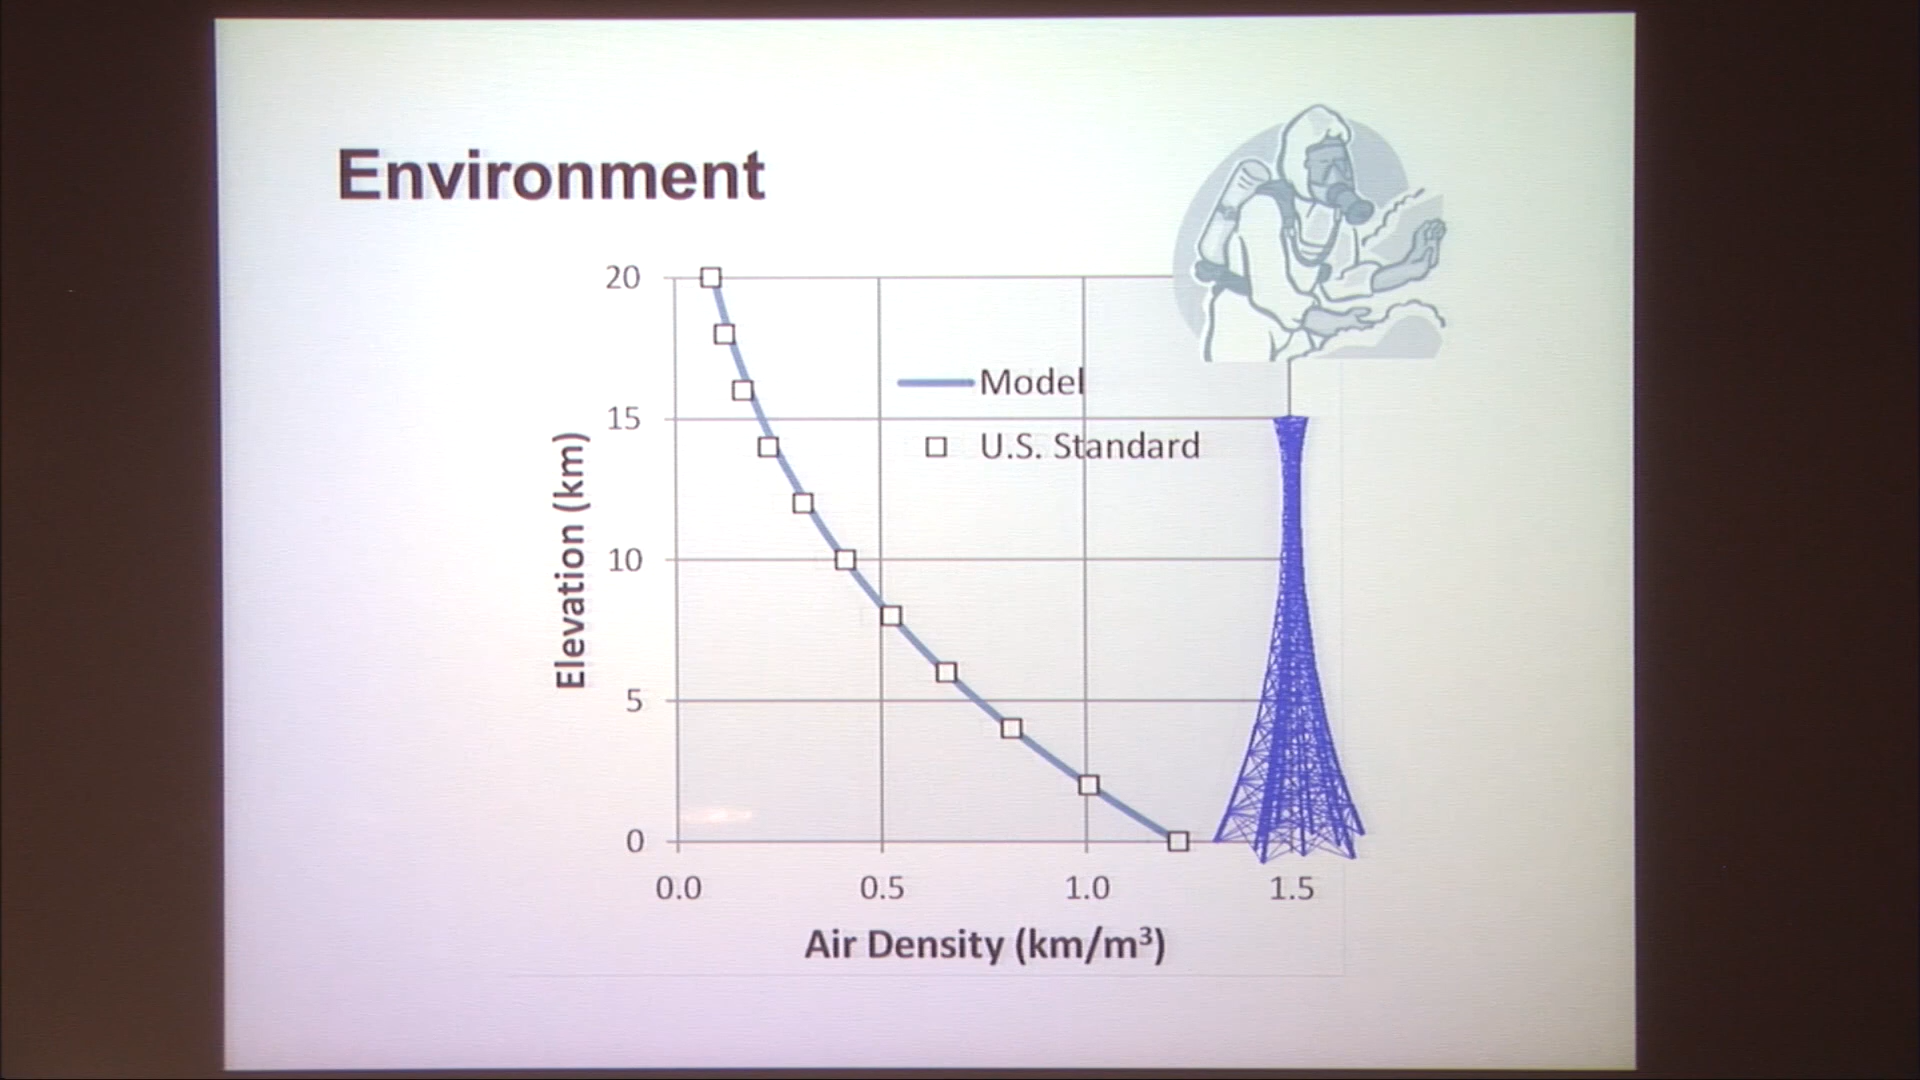 Environment
20
15
10
5
0
Elevation (km)
Model
U.S. Standard
0.0
0.5
1.0
1.5
Air Density (km/m³)